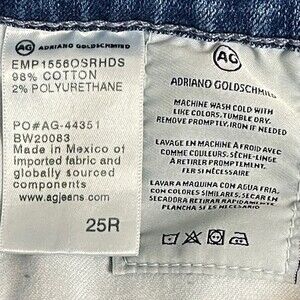 AG
ADRIANO GOLDSCHMIED
EMP1556OSRHDS
98% COTTON
2% POLYURETHANE
PO#AG-44351
BW20083
Made in Mexico of
imported fabric and
globally sourced
components
www.agjeans.com
25R
AG
ADRIANO GOLDSCHMIED
MACHINE WASH COLD WITH
LIKE COLORS. TUMBLE DRY.
REMOVE PROMPTLY, IRON IF NEEDED
LAVAGE EN MACHINE À FROID AVEC
COULEURS SIMILAIRES. SÈCHE-LINGE
À RETIRER PROMPTEMENT.
FER SI NÉCESSAIRE
LAVAR A MAQUINA CON AGUA FRIA,
CON COLORES SIMILARES. SECAR EN
SECADORA RETIRAR RÁPIDAMENTE
PLANCHA SI ES NECESARIO